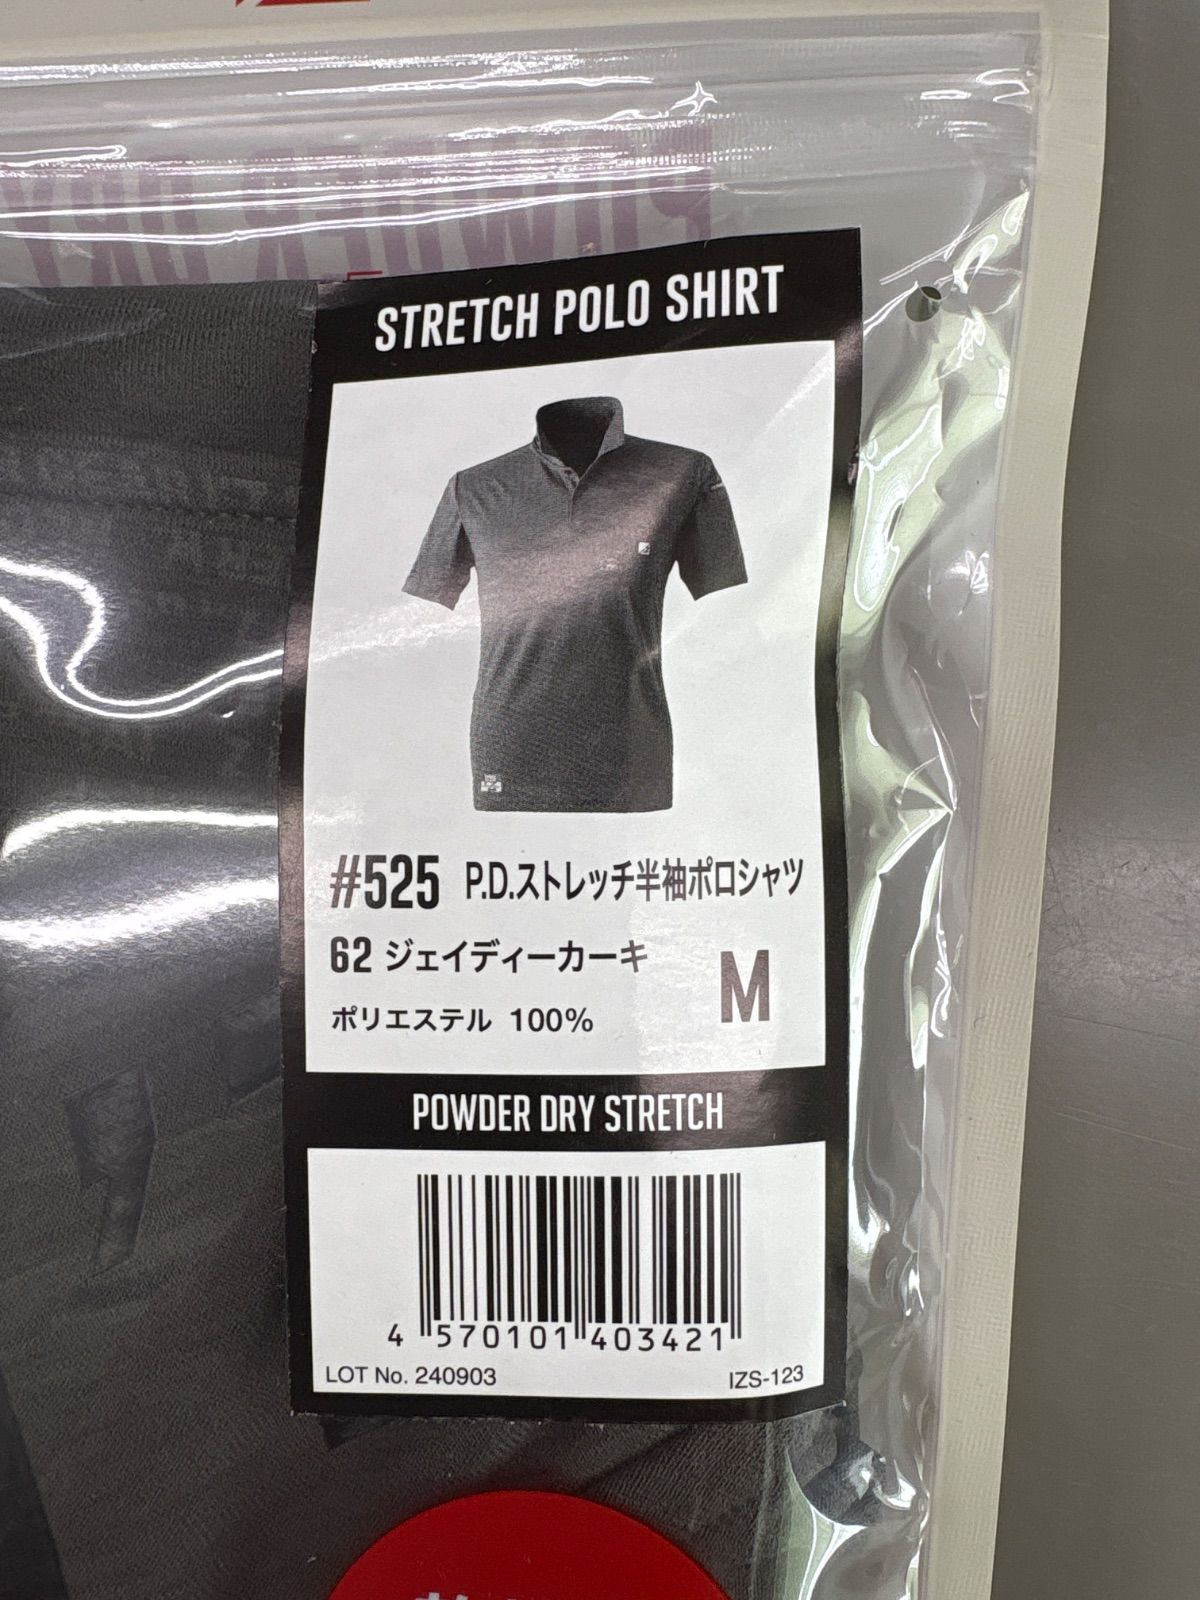 POWDER DRY
STRETCH POLO SHIRT
#525 P.D.ストレッチ半袖ポロシャツ
62 ジェイディーカーキ
M
ポリエステル 100%
POWDER DRY STRETCH
4 570101 403421
LOT No. 240903
IZS-123